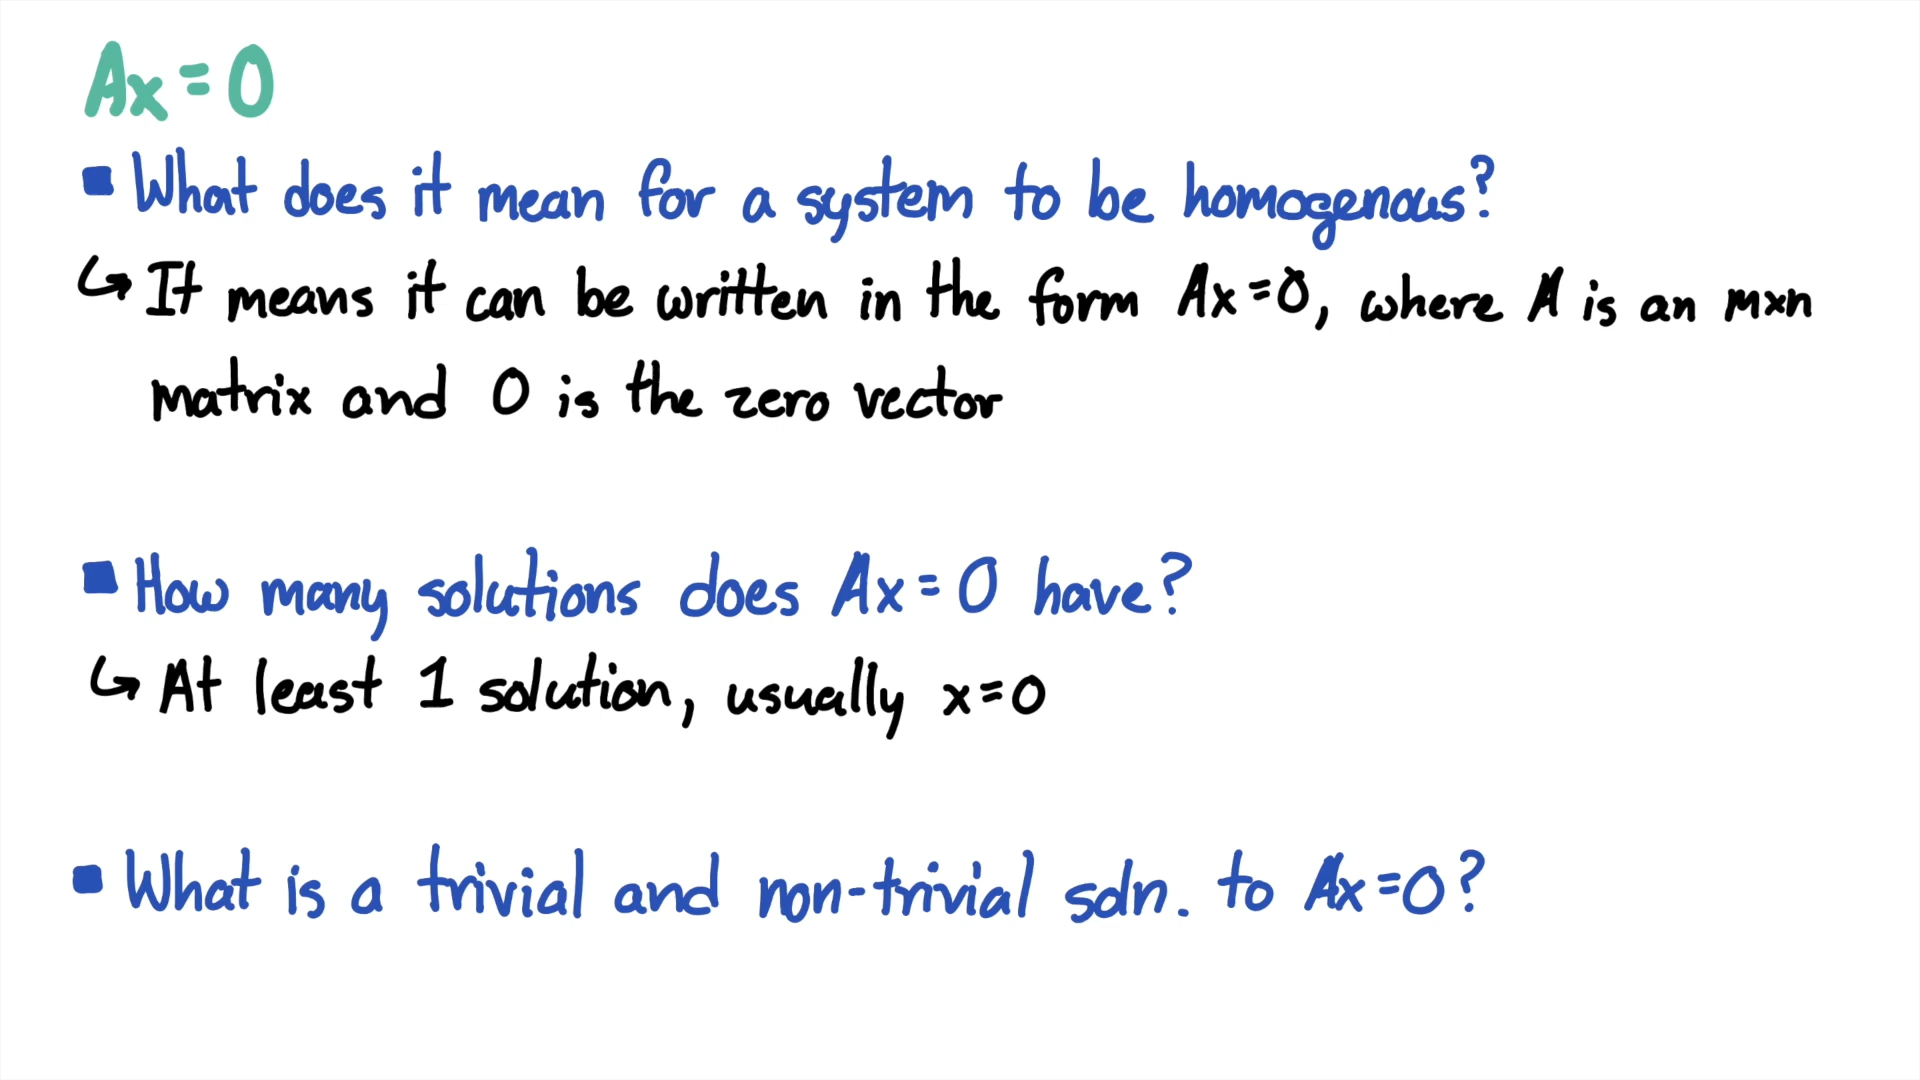 Ax=0
What does it mean for a system to be homogenous?
↳ It means it can be written in the form Ax=0, where A is an mxn
matrix and 0 is the zero vector
How many solutions does Ax=0 have?
↳ At least 1 solution, usually x=0
What is a trivial and non-trivial soln. to Ax=0?